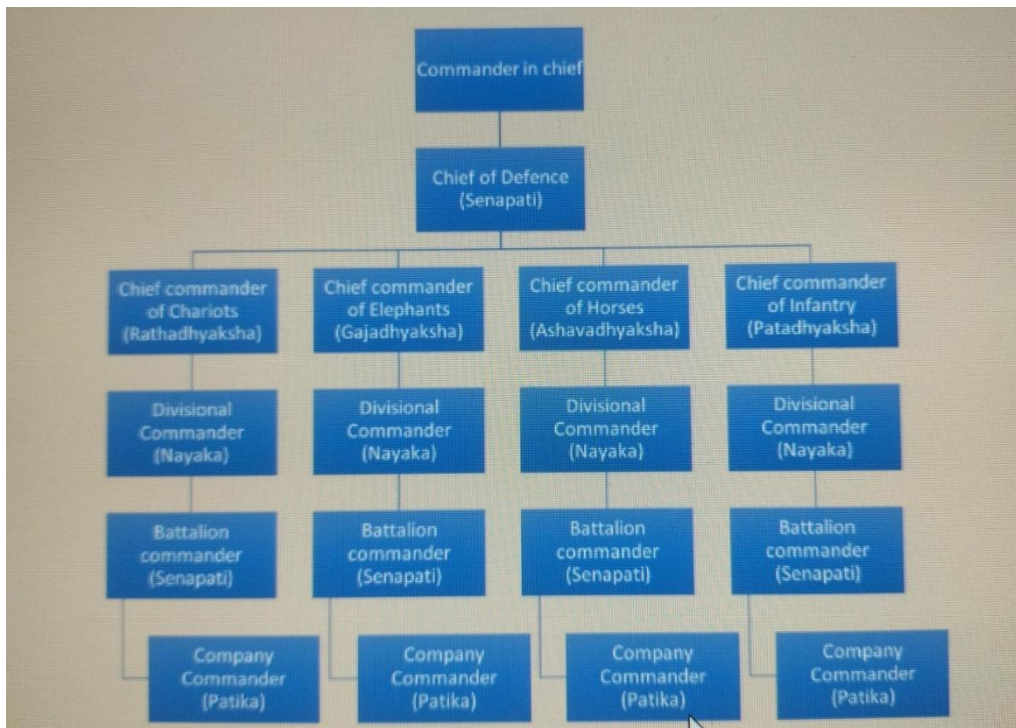 Commander in chief
Chief of Defence
(Senapati)
Chief commander
of Chariots
(Rathadhyaksha)
Chief commander
of Elephants
(Gajadhyaksha)
Chief commander
of Horses
(Ashavadhyaksha)
Chief commander
of Infantry
(Patadhyaksha)
Divisional
Commander
(Nayaka)
Divisional
Commander
(Nayaka)
Divisional
Commander
(Nayaka)
Divisional
Commander
(Nayaka)
Battalion
commander
(Senapati)
Battalion
commander
(Senapati)
Battalion
commander
(Senapati)
Battalion
commander
(Senapati)
Company
Commander
(Patika)
Company
Commander
(Patika)
Company
Commander
(Patika)
Company
Commander
(Patika)